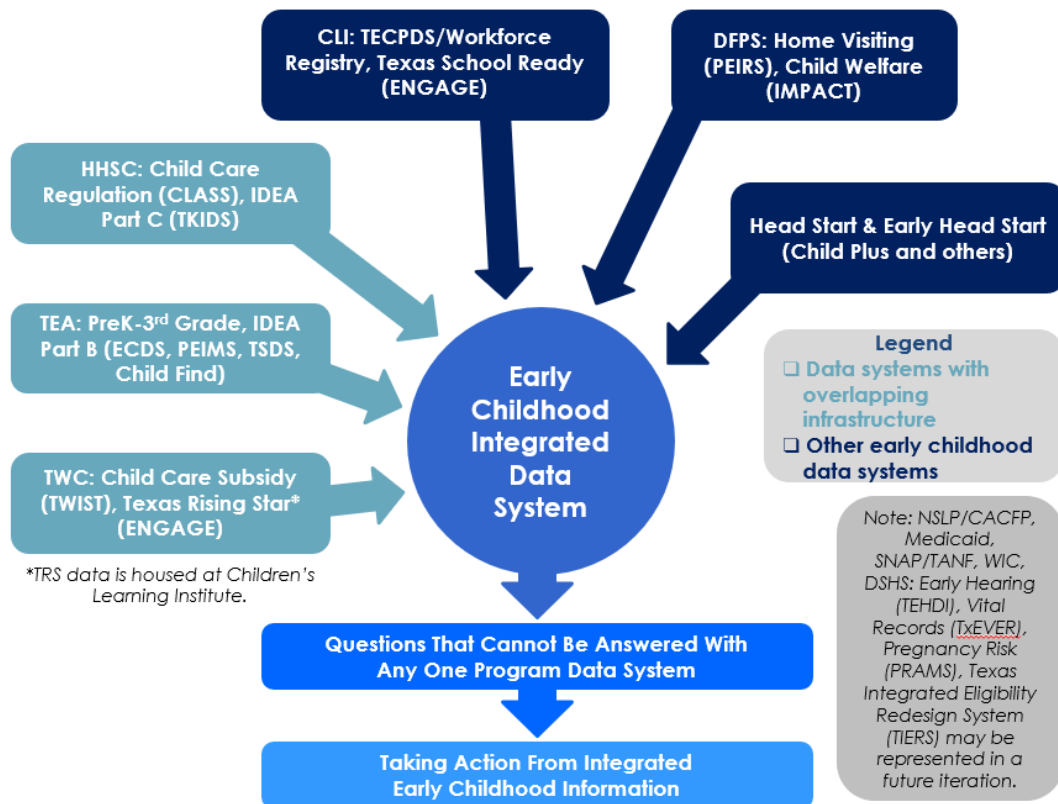 CLI: TECPDS/Workforce
Registry, Texas School Ready
(ENGAGE)
DFPS: Home Visiting
(PEIRS), Child Welfare
(IMPACT)
HHSC: Child Care
Regulation (CLASS), IDEA
Part C (TKIDS)
Head Start & Early Head Start
(Child Plus and others)
TEA: PreK-3rd Grade, IDEA
Part B (ECDS, PEIMS, TSDS,
Child Find)
Early
Childhood
Integrated
Data
System
Legend
❑ Data systems with
overlapping
infrastructure
❑ Other early childhood
data systems
TWC: Child Care Subsidy
(TWIST), Texas Rising Star*
(ENGAGE)
*TRS data is housed at Children's
Learning Institute.
Note: NSLP/CACFP,
Medicaid,
SNAP/TANF, WIC,
DSHS: Early Hearing
(TEHDI), Vital
Records (TxEVER),
Pregnancy Risk
(PRAMS), Texas
Integrated Eligibility
Redesign System
(TIERS) may be
represented in a
future iteration.
Questions That Cannot Be Answered With
Any One Program Data System
Taking Action From Integrated
Early Childhood Information